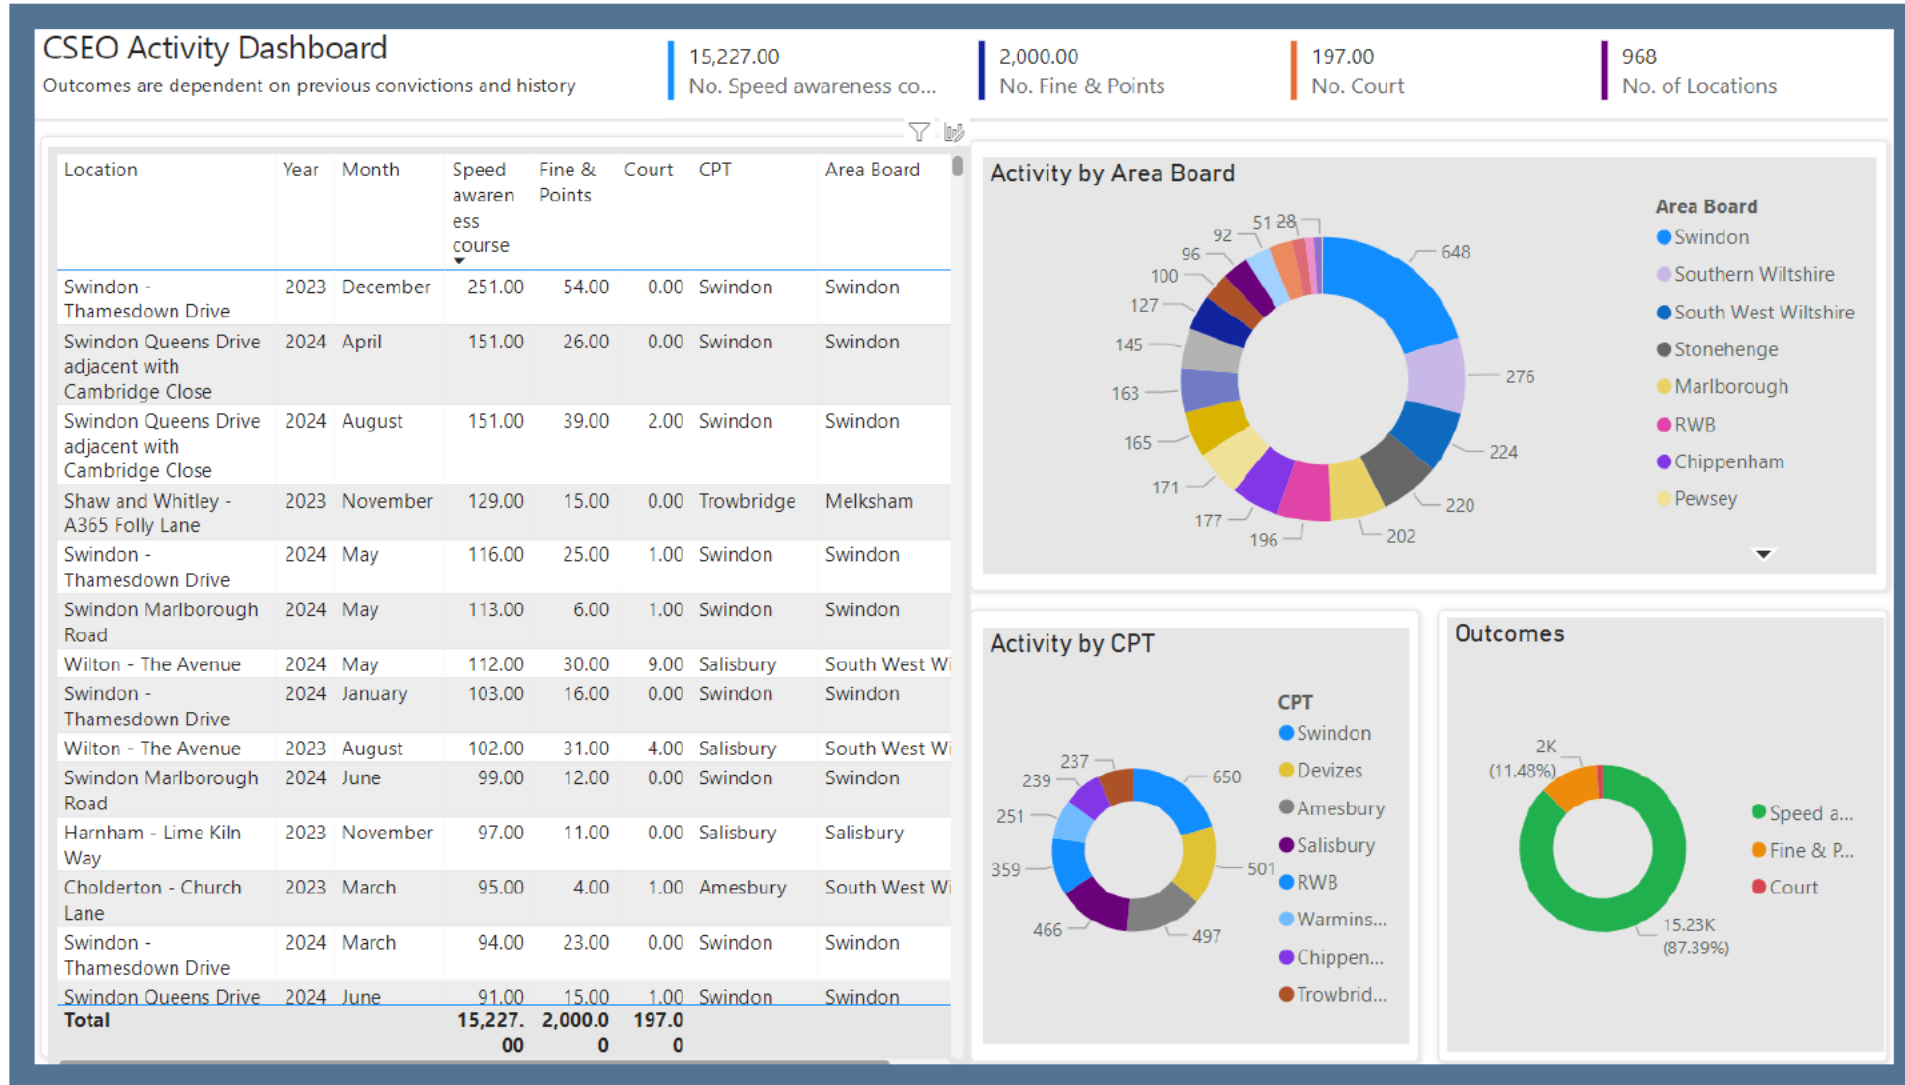 CSEO Activity Dashboard
Outcomes are dependent on previous convictions and history
15,227.00
No. Speed awareness co...
2,000.00
No. Fine & Points
197.00
No. Court
968
No. of Locations
Location Year Month Speed awaren ess course Fine & Points Court CPT Area Board
Swindon - 2023 December 251.00 54.00 0.00 Swindon Swindon
Thamesdown Drive
Swindon Queens Drive 2024 April 151.00 26.00 0.00 Swindon Swindon
adjacent with
Cambridge Close
Swindon Queens Drive 2024 August 151.00 39.00 2.00 Swindon Swindon
adjacent with
Cambridge Close
Shaw and Whitley - 2023 November 129.00 15.00 0.00 Trowbridge Melksham
A365 Folly Lane
Swindon - 2024 May 116.00 25.00 1.00 Swindon Swindon
Thamesdown Drive
Swindon Marlborough 2024 May 113.00 6.00 1.00 Swindon Swindon
Road
Wilton - The Avenue 2024 May 112.00 30.00 9.00 Salisbury South West Wi
Swindon - 2024 January 103.00 16.00 0.00 Swindon Swindon
Thamesdown Drive
Wilton - The Avenue 2023 August 102.00 31.00 4.00 Salisbury South West Wi
Swindon Marlborough 2024 June 99.00 12.00 0.00 Swindon Swindon
Road
Harnham - Lime Kiln 2023 November 97.00 11.00 0.00 Salisbury Salisbury
Way
Cholderton - Church 2023 March 95.00 4.00 1.00 Amesbury South West Wi
Lane
Swindon - 2024 March 94.00 23.00 0.00 Swindon Swindon
Thamesdown Drive
Swindon Queens Drive 2024 June 91.00 15.00 1.00 Swindon Swindon
Total 15,227. 2,000.0 197.0
00 0 0
Activity by Area Board
648
276
224
220
202
196
177
171
165
163
145
127
100
96
92
51
28
Area Board
Swindon
Southern Wiltshire
South West Wiltshire
Stonehenge
Marlborough
RWB
Chippenham
Pewsey
Activity by CPT
650
501
497
466
359
251
239
237
CPT
Swindon
Devizes
Amesbury
Salisbury
RWB
Warmins...
Chippen...
Trowbrid...
Outcomes
2K
(11.48%)
15.23K
(87.39%)
Speed a...
Fine & P...
Court